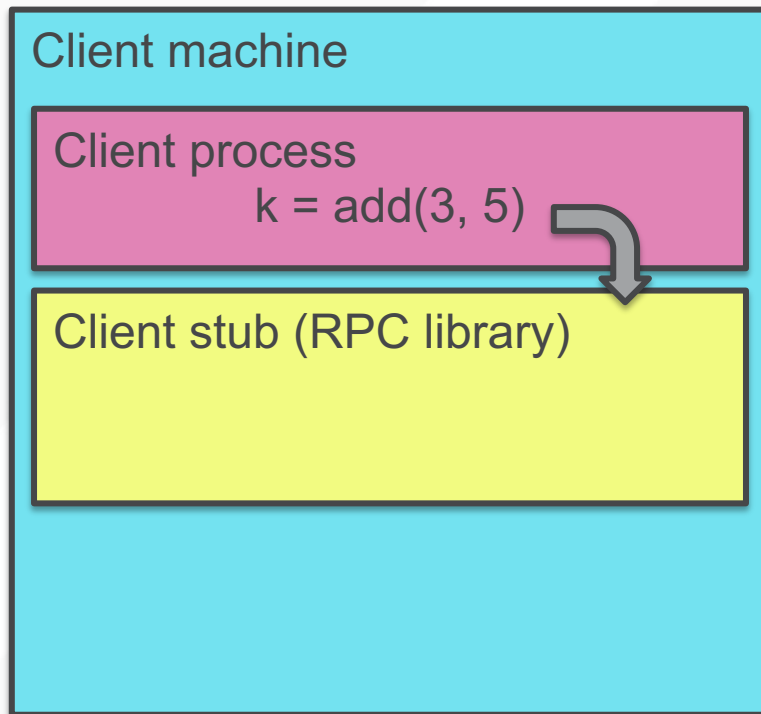 Client machine
Client process
k = add(3, 5)
Client stub (RPC library)